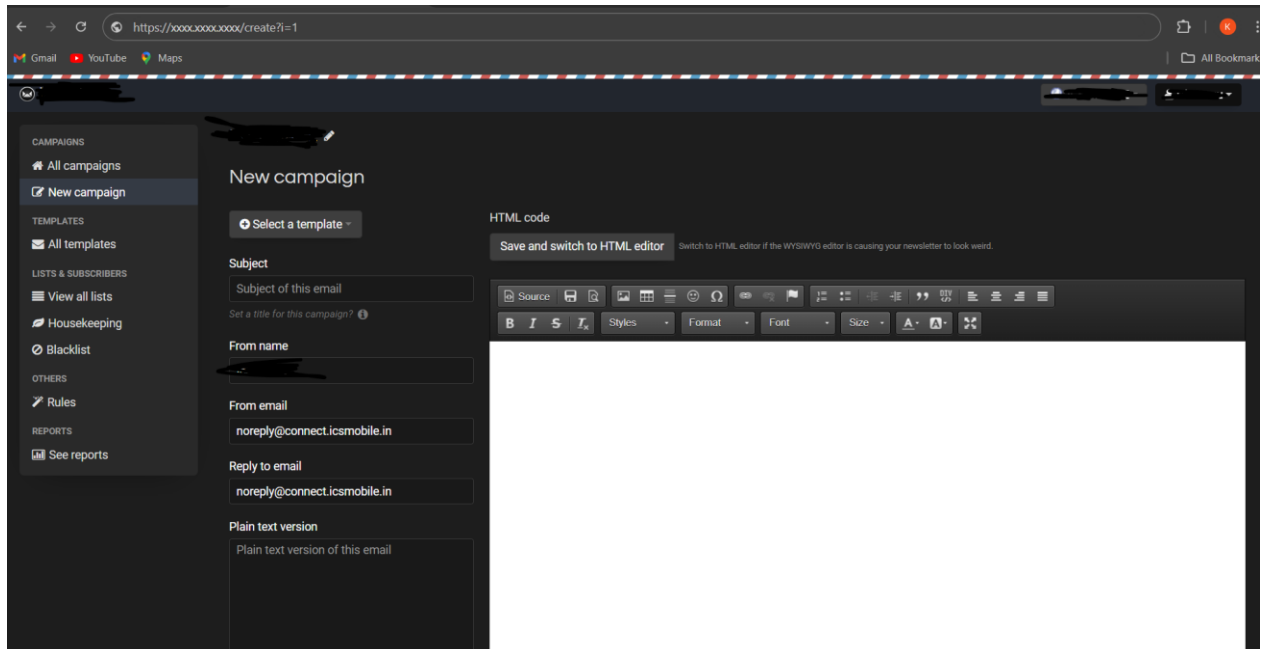 https://xxxx.xxxx.xxxx/create?i=1
K
Gmail YouTube Maps
All Bookmark
CAMPAIGNS
All campaigns
New campaign
TEMPLATES
All templates
LISTS & SUBSCRIBERS
View all lists
Housekeeping
Blacklist
OTHERS
Rules
REPORTS
See reports
New campaign
Select a template
Subject
Subject of this email
Set a title for this campaign?
From name
From email
noreply@connect.icsmobile.in
Reply to email
noreply@connect.icsmobile.in
Plain text version
Plain text version of this email
HTML code
Save and switch to HTML editor Switch to HTML editor if the WYSIWYG editor is causing your newsletter to look weird.
Source Ω DIV
B I S Tx Styles Format Font Size A A